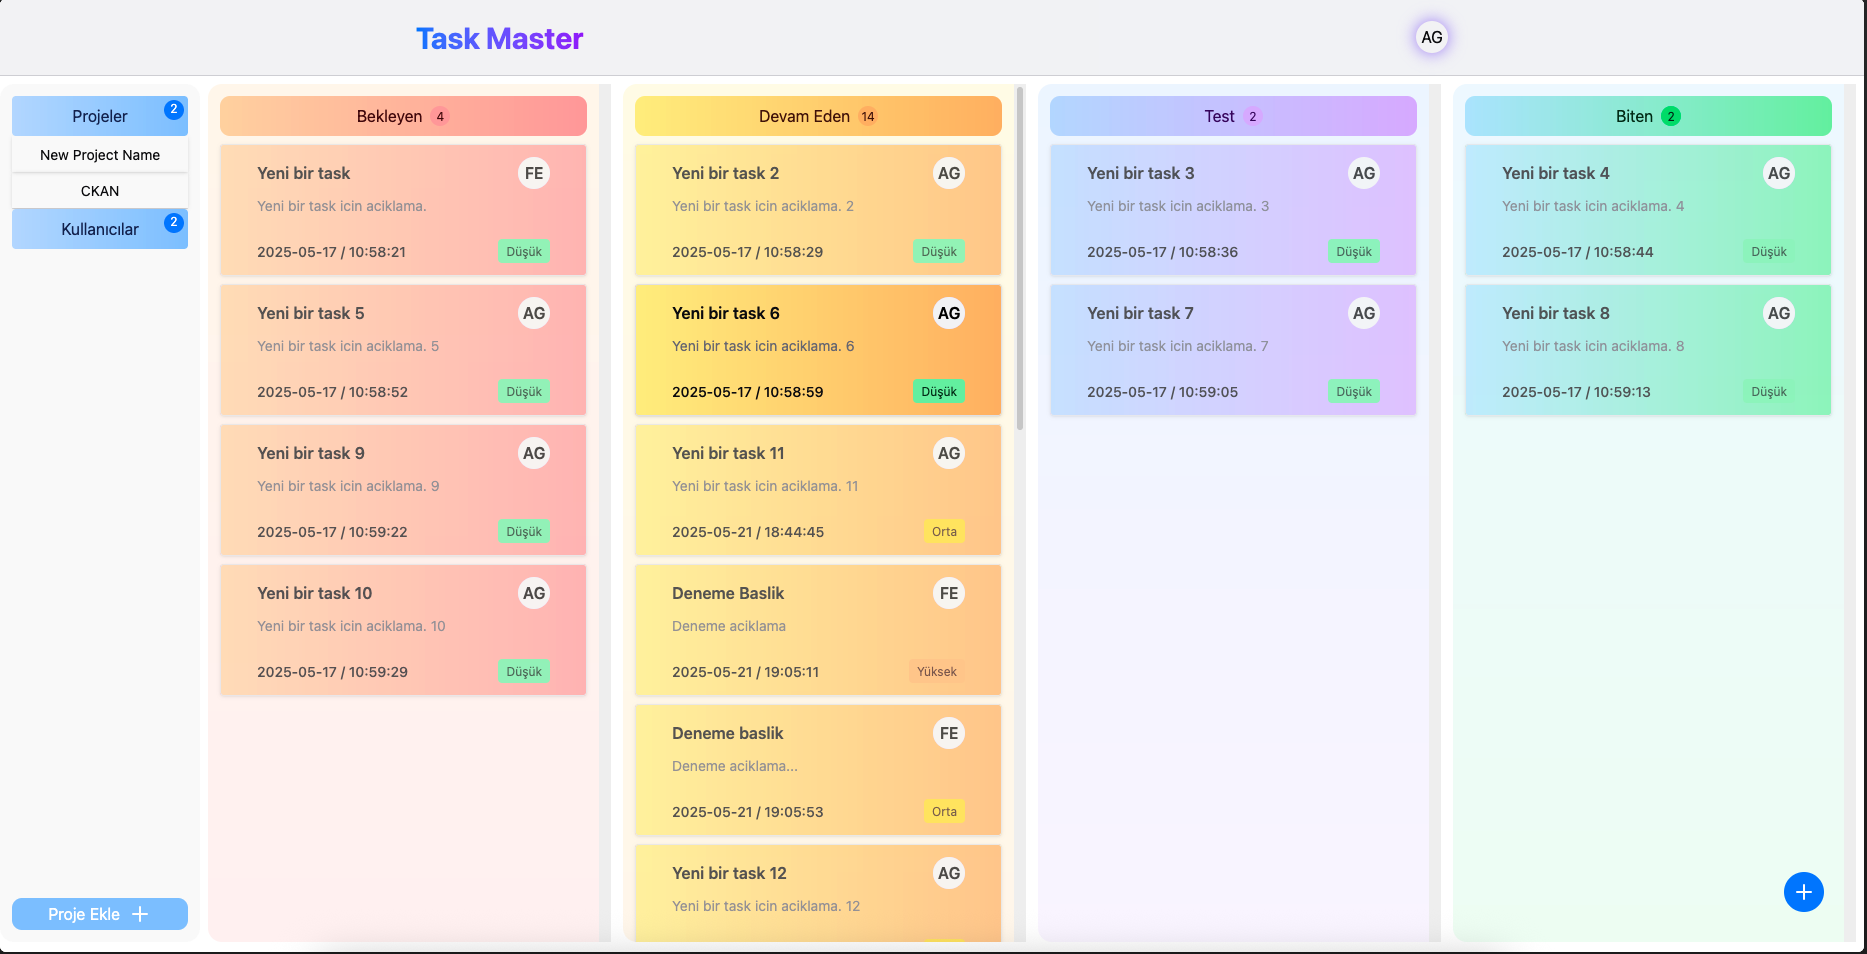 Task Master
AG
Projeler 2
New Project Name
CKAN
Kullanıcılar 2
Proje Ekle
Bekleyen 4
Yeni bir task FE
Yeni bir task icin aciklama.
2025-05-17 / 10:58:21 Düşük
Yeni bir task 5 AG
Yeni bir task icin aciklama. 5
2025-05-17 / 10:58:52 Düşük
Yeni bir task 9 AG
Yeni bir task icin aciklama. 9
2025-05-17 / 10:59:22 Düşük
Yeni bir task 10 AG
Yeni bir task icin aciklama. 10
2025-05-17 / 10:59:29 Düşük
Devam Eden 14
Yeni bir task 2 AG
Yeni bir task icin aciklama. 2
2025-05-17 / 10:58:29 Düşük
Yeni bir task 6 AG
Yeni bir task icin aciklama. 6
2025-05-17 / 10:58:59 Düşük
Yeni bir task 11 AG
Yeni bir task icin aciklama. 11
2025-05-21 / 18:44:45 Orta
Deneme Baslik FE
Deneme aciklama
2025-05-21 / 19:05:11 Yüksek
Deneme baslik FE
Deneme aciklama...
2025-05-21 / 19:05:53 Orta
Yeni bir task 12 AG
Yeni bir task icin aciklama. 12
Test 2
Yeni bir task 3 AG
Yeni bir task icin aciklama. 3
2025-05-17 / 10:58:36 Düşük
Yeni bir task 7 AG
Yeni bir task icin aciklama. 7
2025-05-17 / 10:59:05 Düşük
Biten 2
Yeni bir task 4 AG
Yeni bir task icin aciklama. 4
2025-05-17 / 10:58:44 Düşük
Yeni bir task 8 AG
Yeni bir task icin aciklama. 8
2025-05-17 / 10:59:13 Düşük